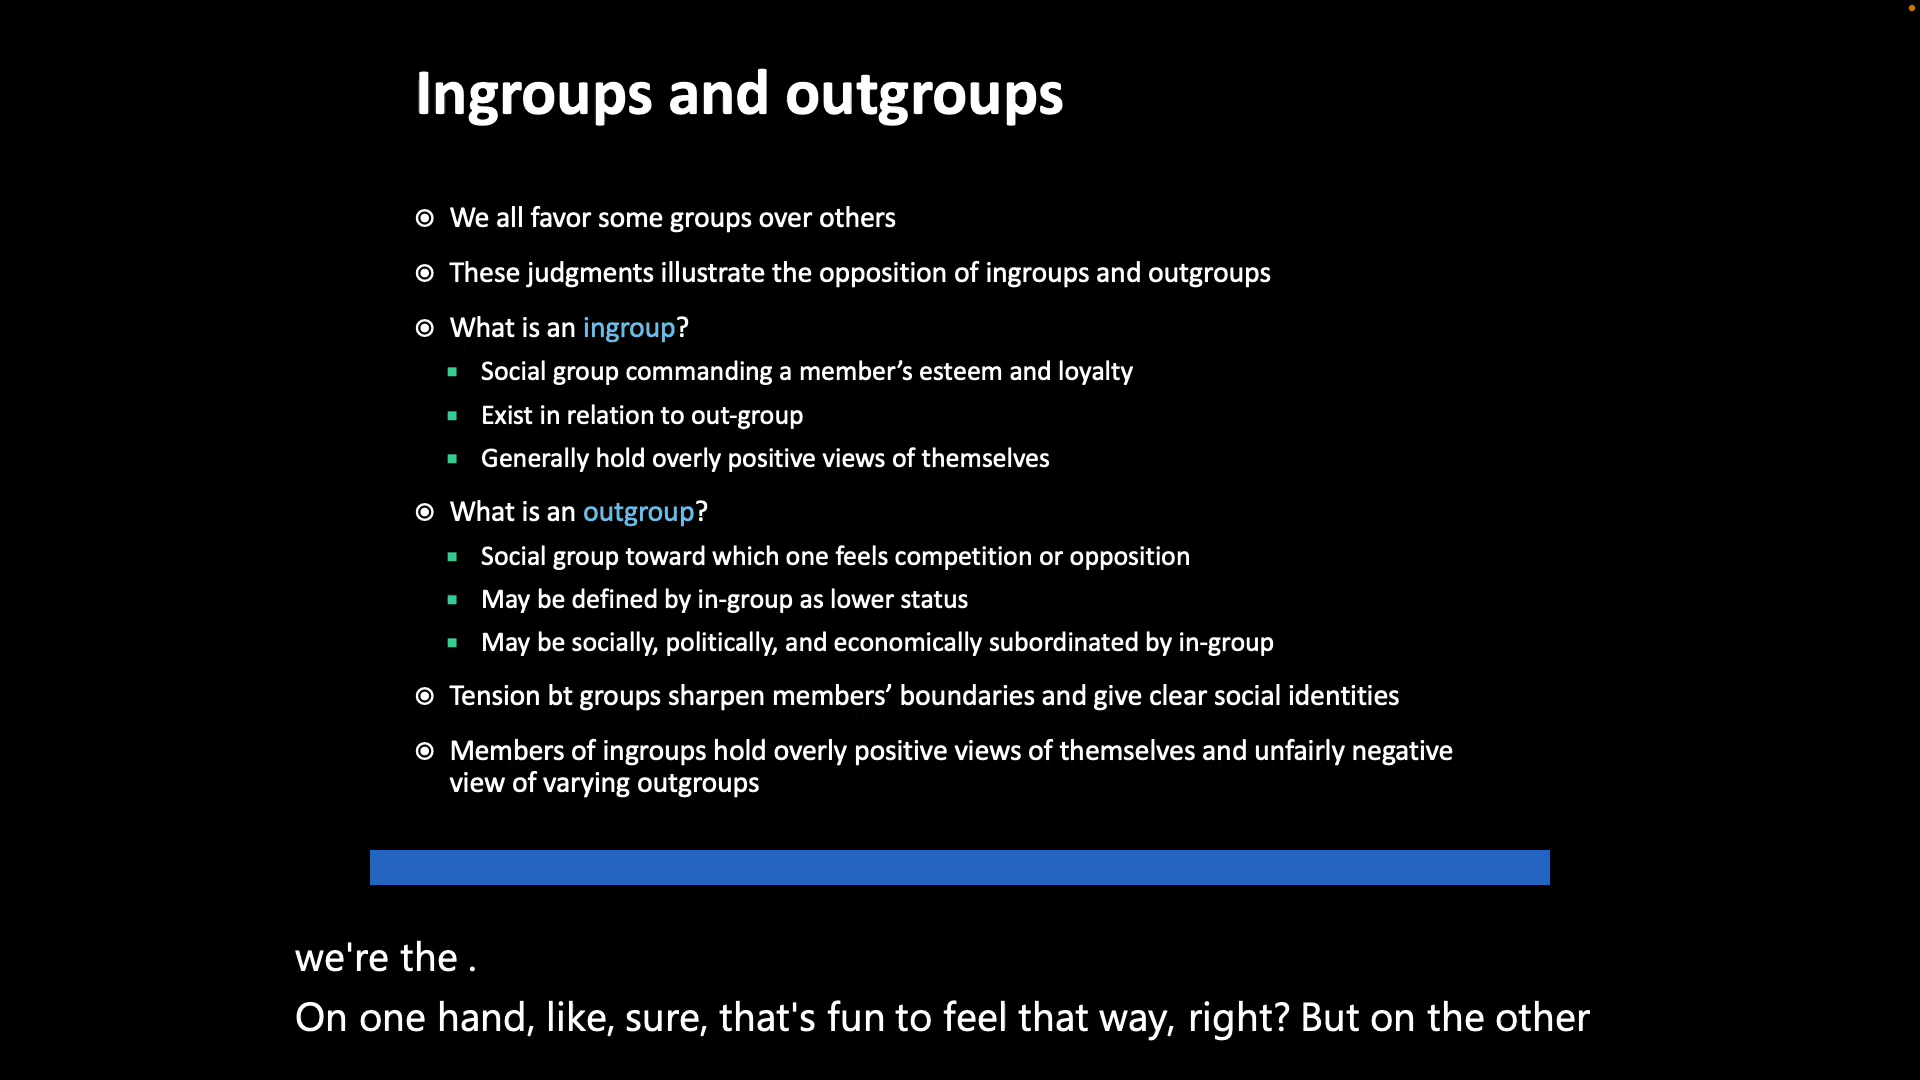 Ingroups and outgroups
We all favor some groups over others
These judgments illustrate the opposition of ingroups and outgroups
What is an ingroup?
Social group commanding a member’s esteem and loyalty
Exist in relation to out-group
Generally hold overly positive views of themselves
What is an outgroup?
Social group toward which one feels competition or opposition
May be defined by in-group as lower status
May be socially, politically, and economically subordinated by in-group
Tension bt groups sharpen members’ boundaries and give clear social identities
Members of ingroups hold overly positive views of themselves and unfairly negative
view of varying outgroups
we're the .
On one hand, like, sure, that's fun to feel that way, right? But on the other